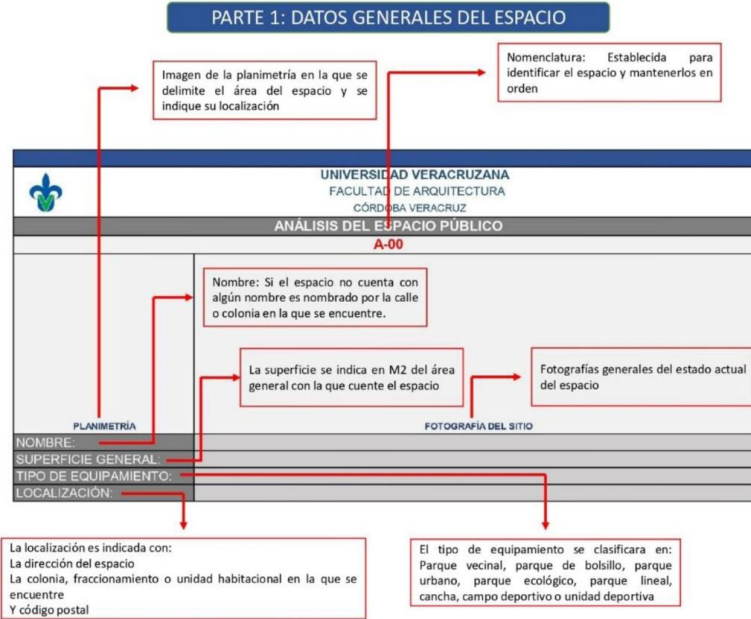 PARTE 1: DATOS GENERALES DEL ESPACIO
Imagen de la planimetría en la que se
delimite el área del espacio y se
indique su localización
Nomenclatura: Establecida para
identificar el espacio y mantenerlos en
orden
UNIVERSIDAD VERACRUZANA
FACULTAD DE ARQUITECTURA
CÓRDOBA VERACRUZ
ANÁLISIS DEL ESPACIO PÚBLICO
A-00
Nombre: Si el espacio no cuenta con
algún nombre es nombrado por la calle
o colonia en la que se encuentre.
La superficie se indica en M2 del área
general con la que cuente el espacio
Fotografías generales del estado actual
del espacio
PLANIMETRÍA
FOTOGRAFÍA DEL SITIO
NOMBRE:
SUPERFICIE GENERAL:
TIPO DE EQUIPAMIENTO:
LOCALIZACIÓN:
La localización es indicada con:
La dirección del espacio
La colonia, fraccionamiento o unidad habitacional en la que se
encuentre
Y código postal
El tipo de equipamiento se clasificara en:
Parque vecinal, parque de bolsillo, parque
urbano, parque ecológico, parque lineal,
cancha, campo deportivo o unidad deportiva